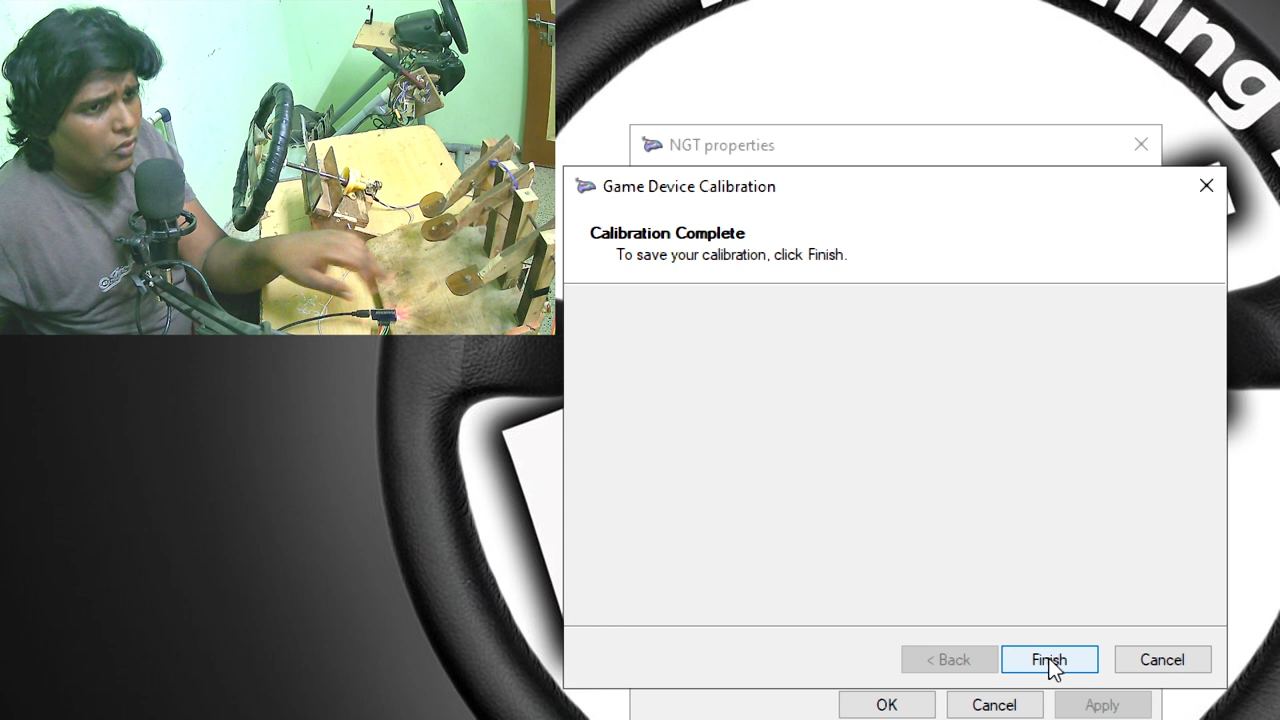 ling
NGT properties
Game Device Calibration
Calibration Complete
To save your calibration, click Finish.
< Back
Finish
Cancel
OK
Cancel
Apply